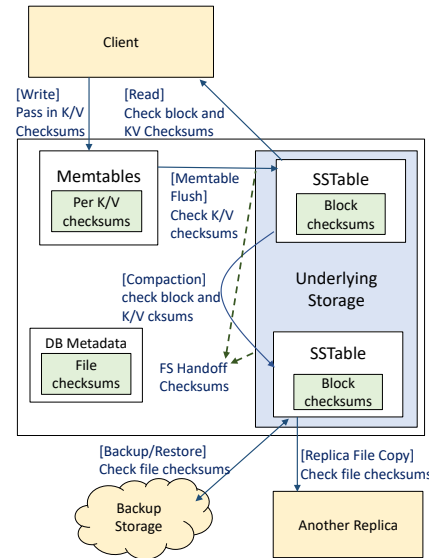 Client
[Write]
Pass in K/V
Checksums
[Read]
Check block and
KV Checksums
Memtables
Per K/V
checksums
[Memtable
Flush]
Check K/V
checksums
SSTable
Block
checksums
[Compaction]
check block and
K/V cksums
Underlying
Storage
DB Metadata
File
checksums
FS Handoff
Checksums
SSTable
Block
checksums
[Backup/Restore]
Check file checksums
[Replica File Copy]
Check file checksums
Backup
Storage
Another Replica